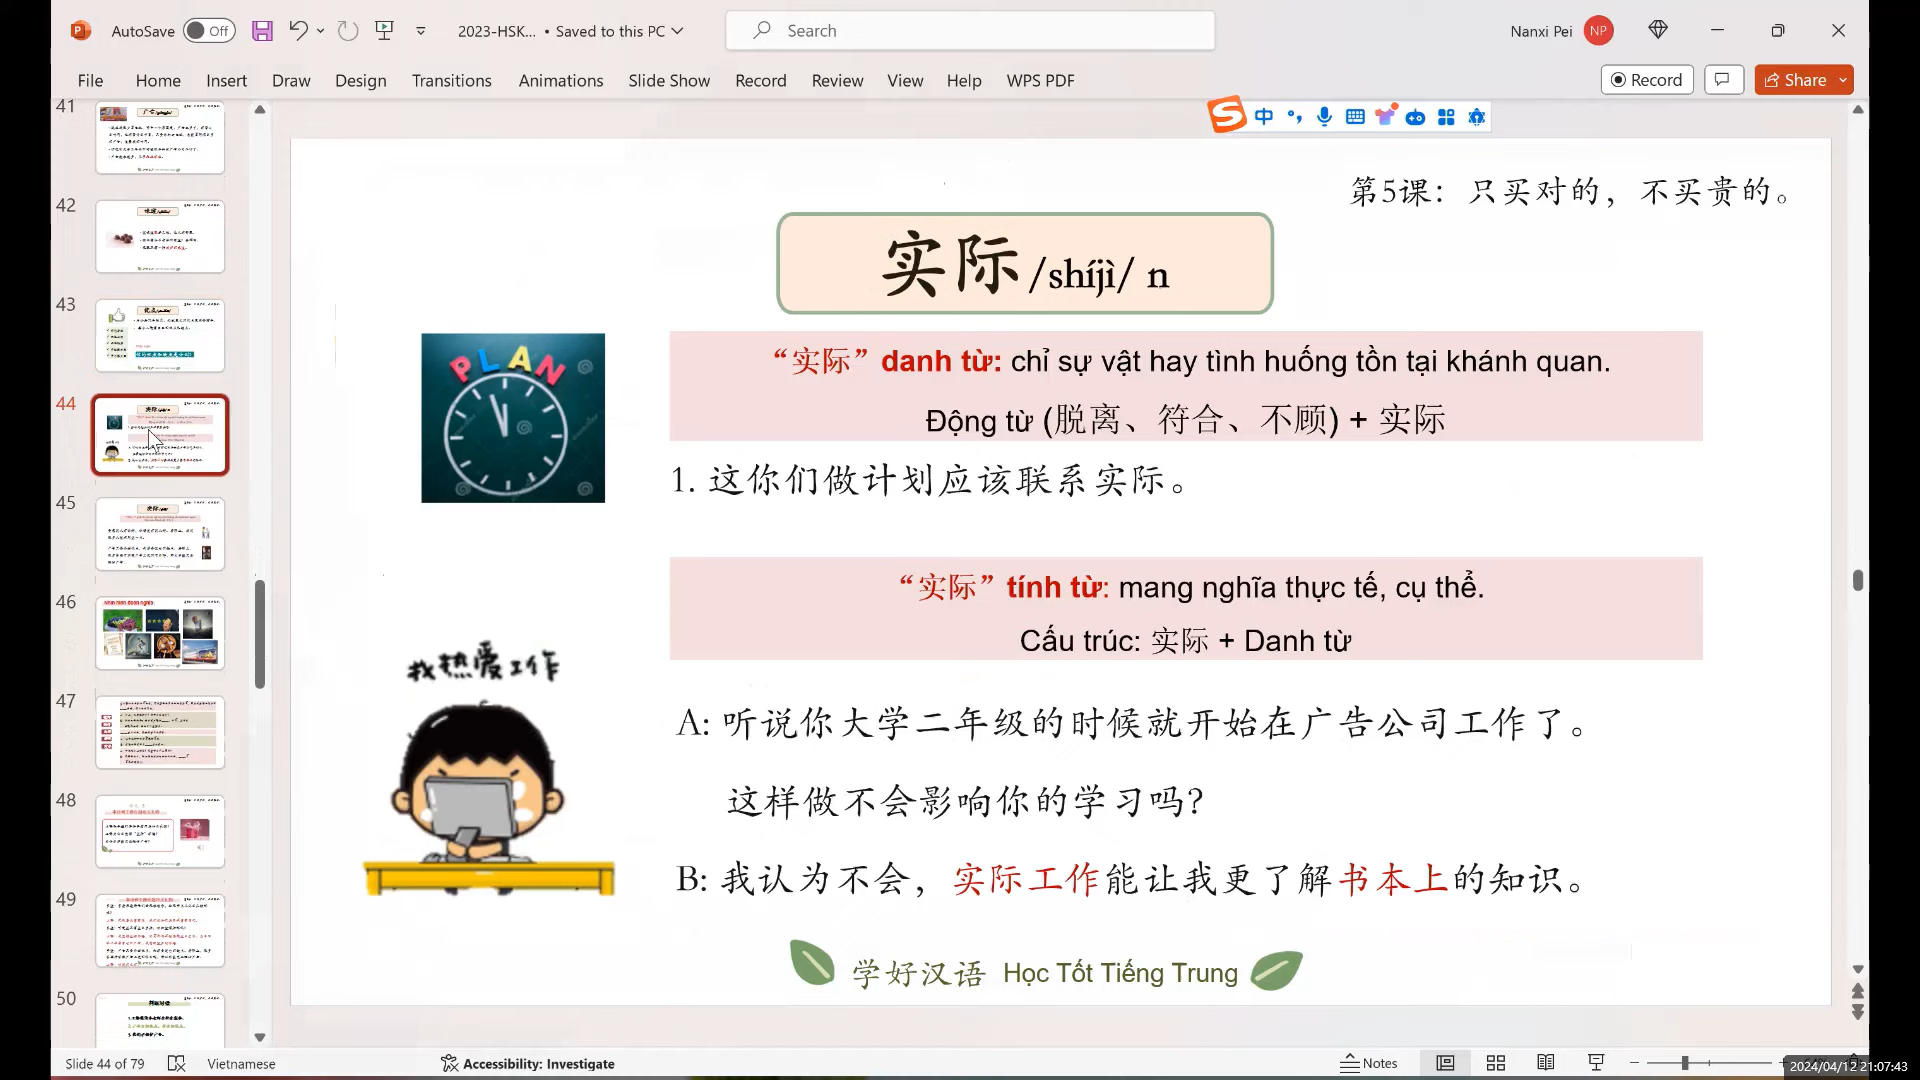 AutoSave Off 2023-HSK... • Saved to this PC Search Nanxi Pei NP
File Home Insert Draw Design Transitions Animations Slide Show Record Review View Help WPS PDF Record Share
中
41
42
43
44
45
46
47
48
49
50
第5课：只买对的，不买贵的。
实际 /shíjì/ n
PLAN
“实际” danh từ: chỉ sự vật hay tình huống tồn tại khánh quan.
Động từ (脱离、符合、不顾) + 实际
1. 这你们做计划应该联系实际。
“实际” tính từ: mang nghĩa thực tế, cụ thể.
Cấu trúc: 实际 + Danh từ
我热爱工作
A: 听说你大学二年级的时候就开始在广告公司工作了。
这样做不会影响你的学习吗？
B: 我认为不会，实际工作能让我更了解书本上的知识。
学好汉语 Học Tốt Tiếng Trung
Slide 44 of 79 Vietnamese Accessibility: Investigate Notes
2024/04/12 21:07:43